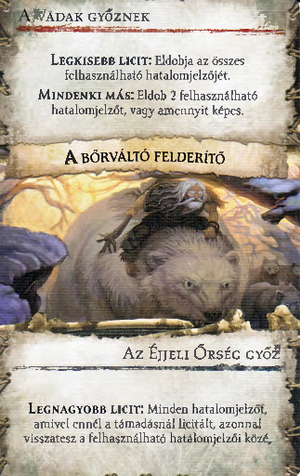 A Vadak győznek
Legkisebb licit: Eldobja az összes
felhasználható hatalomjelzőjét.
Mindenki más: Eldob 2 felhasználható
hatalomjelzőt, vagy amennyit képes.
A bőrváltó felderítő
Az Éjjeli Őrség győz
Legnagyobb licit: Minden hatalomjelzőt,
amivel ennél a támadásnál licitált, azonnal
visszatesz a felhasználható hatalomjelzői közé.